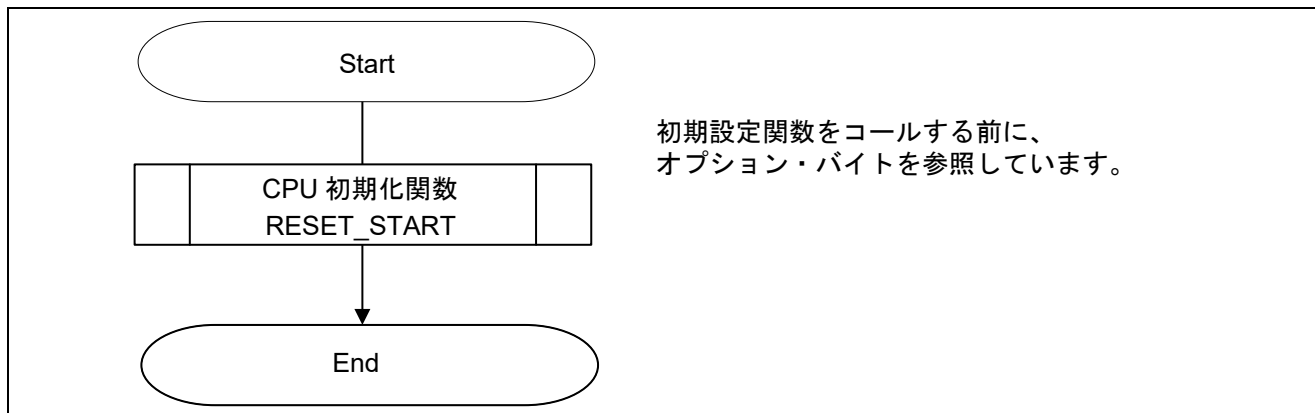 Start
初期設定関数をコールする前に、
オプション・バイトを参照しています。
CPU 初期化関数
RESET_START
End